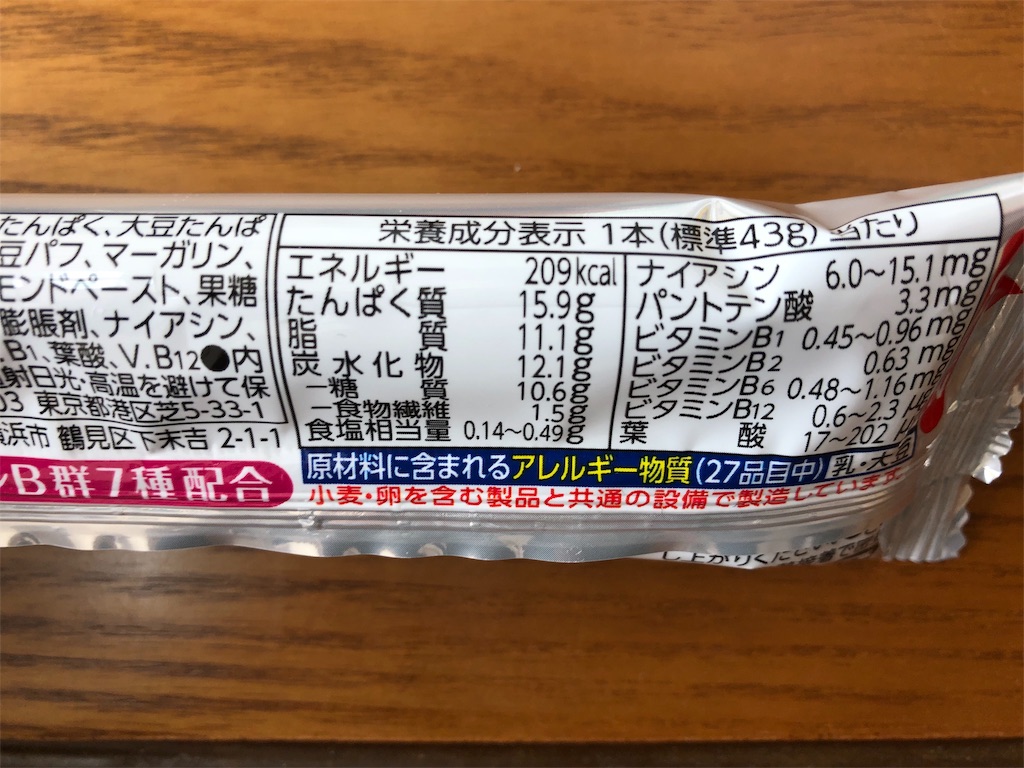 たんぱく、大豆たんぱ
豆パフ、マーガリン、
モンドペースト、果糖
膨脹剤、ナイアシン、
.B1、葉酸、V.B12●内
射日光・高温を避けて保
03 東京都港区芝5-33-1
浜市 鶴見区下末吉 2-1-1
ンB群7種配合
栄養成分表示 1本(標準43g)当たり
エネルギー 209kcal
たんぱく質 15.9g
脂質 11.1g
炭水化物 12.1g
－糖質 10.6g
－食物繊維 1.5g
食塩相当量 0.14～0.49g
ナイアシン 6.0～15.1mg
パントテン酸 3.3mg
ビタミンB1 0.45～0.96mg
ビタミンB2 0.63mg
ビタミンB6 0.48～1.16mg
ビタミンB12 0.6～2.3μg
葉酸 17～202μg
原材料に含まれるアレルギー物質(27品目中) 乳・大豆
小麦・卵を含む製品と共通の設備で製造しています
し上がりください